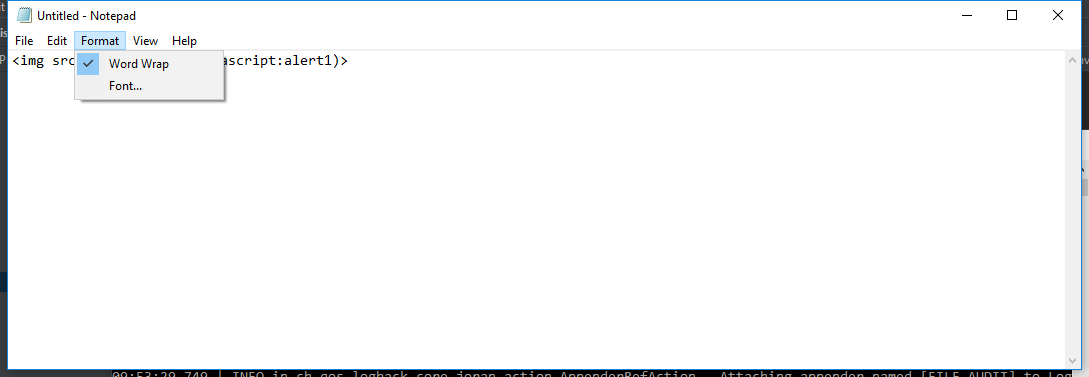 Untitled - Notepad
File Edit Format View Help
<img src ascript:alert1)>
Word Wrap
Font...
09:53:29.749 | INFO in ch.qos.logback.core.joran.action.AppenderRefAction - Attaching appender named [FILE_AUDIT] to Log